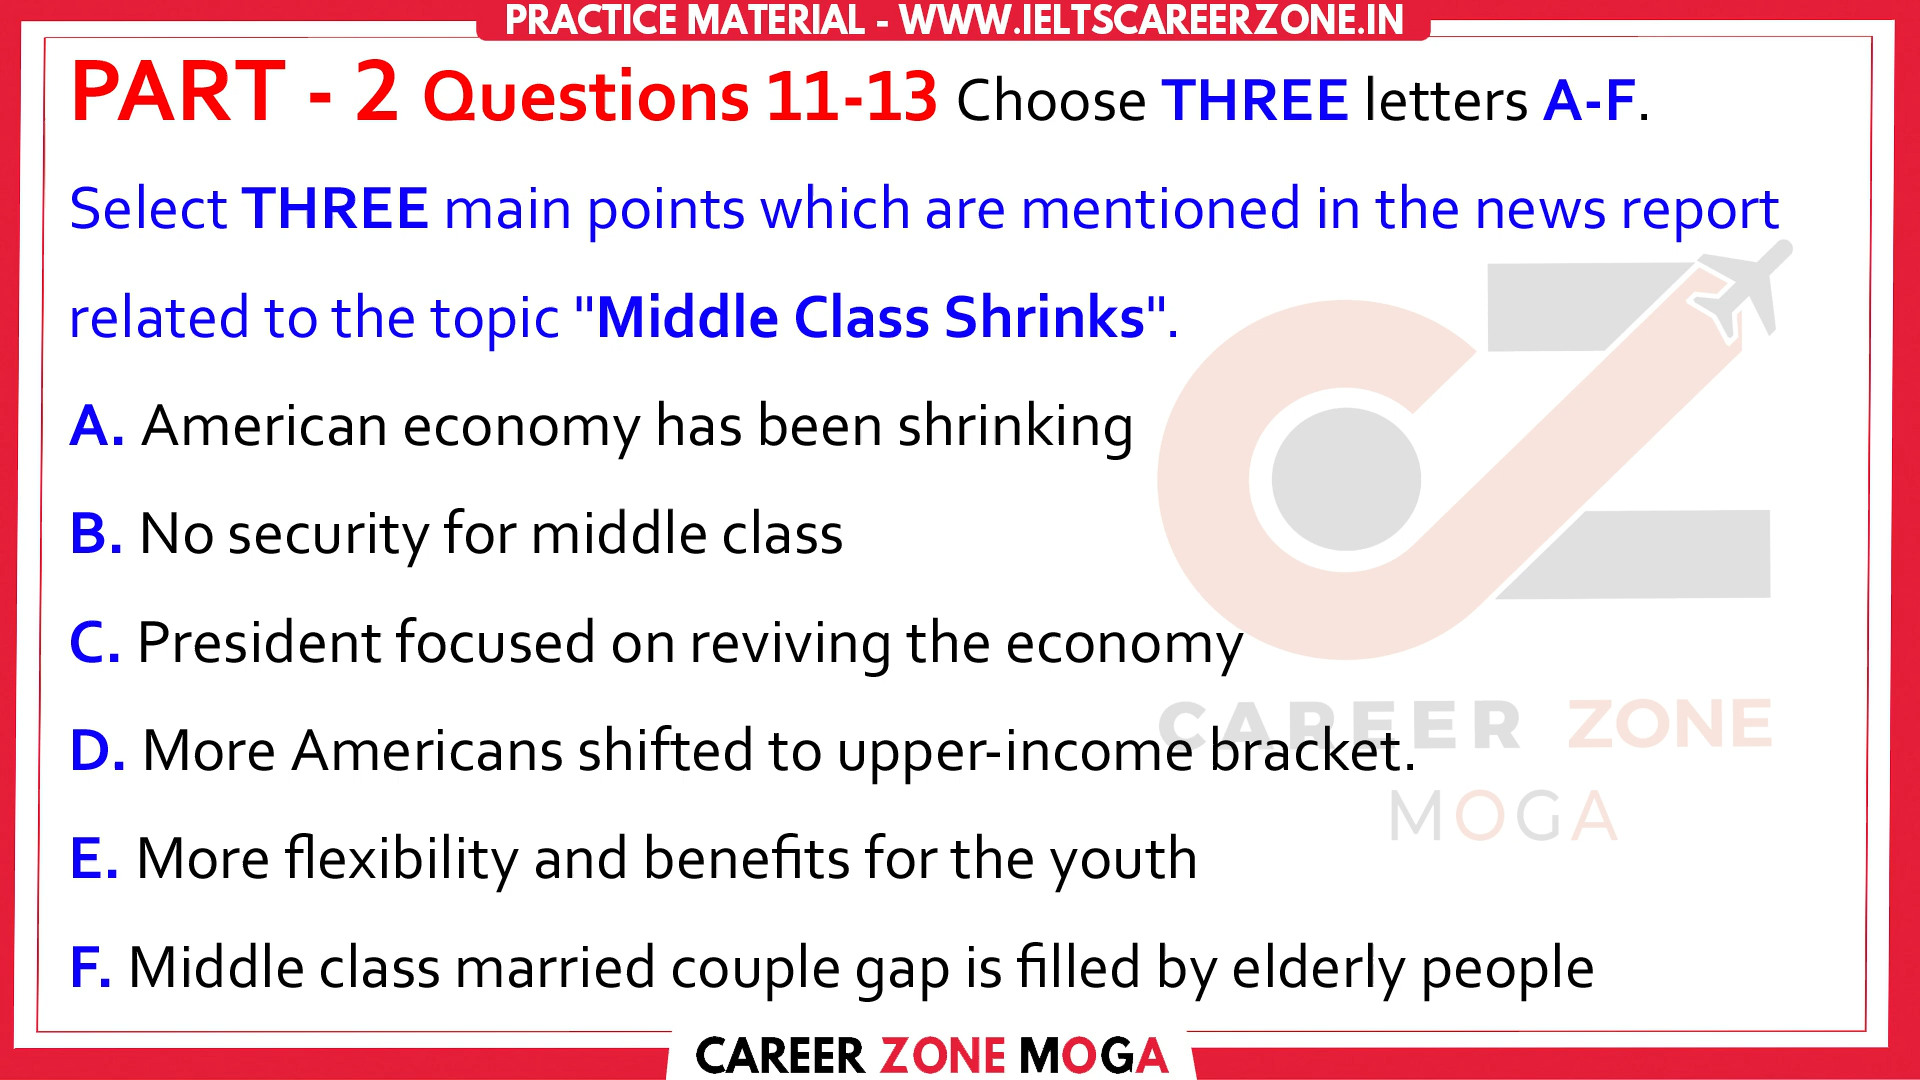 PRACTICE MATERIAL - WWW.IELTSCAREERZONE.IN
PART - 2 Questions 11-13 Choose THREE letters A-F.
Select THREE main points which are mentioned in the news report
related to the topic "Middle Class Shrinks".
A. American economy has been shrinking
B. No security for middle class
C. President focused on reviving the economy
CAREER ZONE
D. More Americans shifted to upper-income bracket.
MOGA
E. More flexibility and benefits for the youth
F. Middle class married couple gap is filled by elderly people
CAREER ZONE MOGA